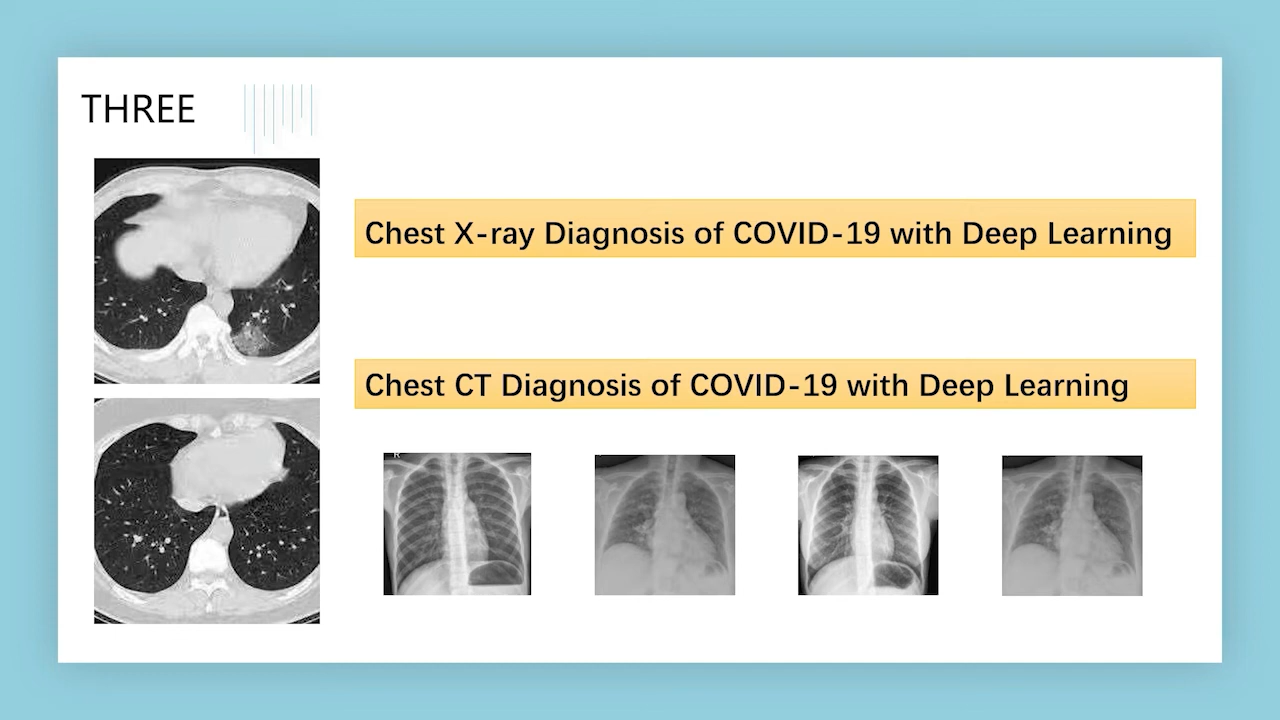 THREE
Chest X-ray Diagnosis of COVID-19 with Deep Learning
Chest CT Diagnosis of COVID-19 with Deep Learning
R